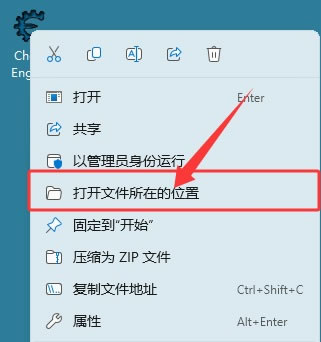 Ch
Eng
打开 Enter
共享
以管理员身份运行
打开文件所在的位置
固定到“开始”
压缩为 ZIP 文件
复制文件地址 Ctrl+Shift+C
属性 Alt+Enter